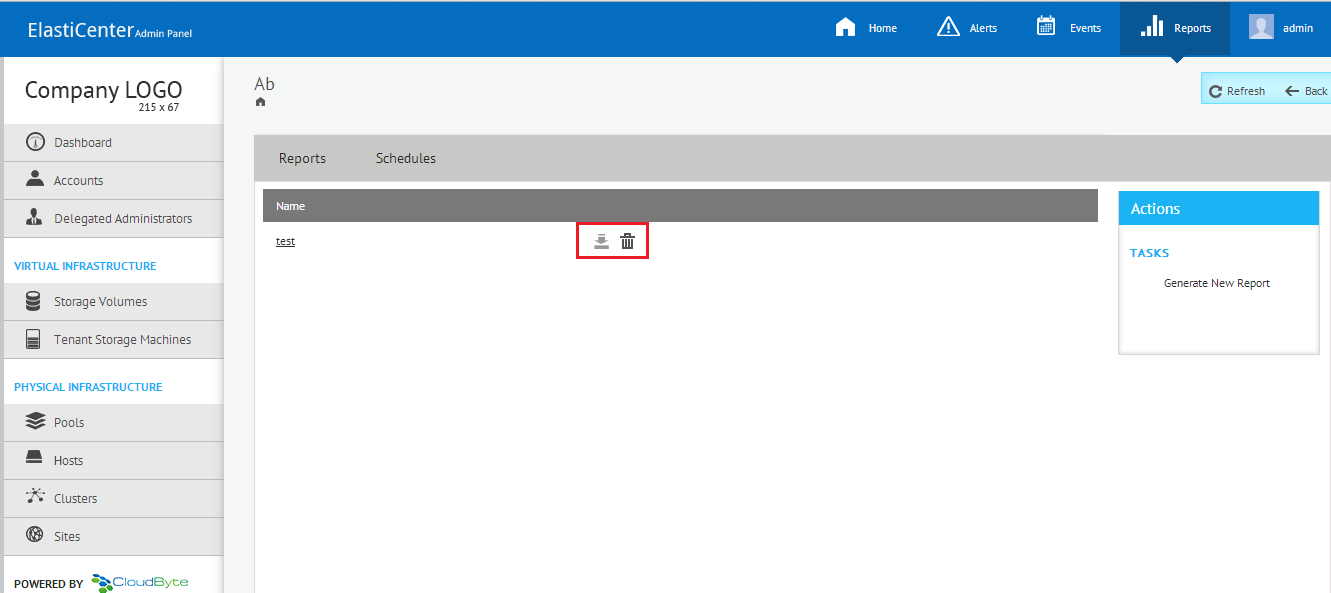 ElastiCenter Admin Panel
Home
Alerts
Events
Reports
admin
Company LOGO
215 x 67
Ab
Refresh
Back
Dashboard
Accounts
Delegated Administrators
VIRTUAL INFRASTRUCTURE
Storage Volumes
Tenant Storage Machines
PHYSICAL INFRASTRUCTURE
Pools
Hosts
Clusters
Sites
POWERED BY CloudByte
Reports
Schedules
Name
test
Actions
TASKS
Generate New Report